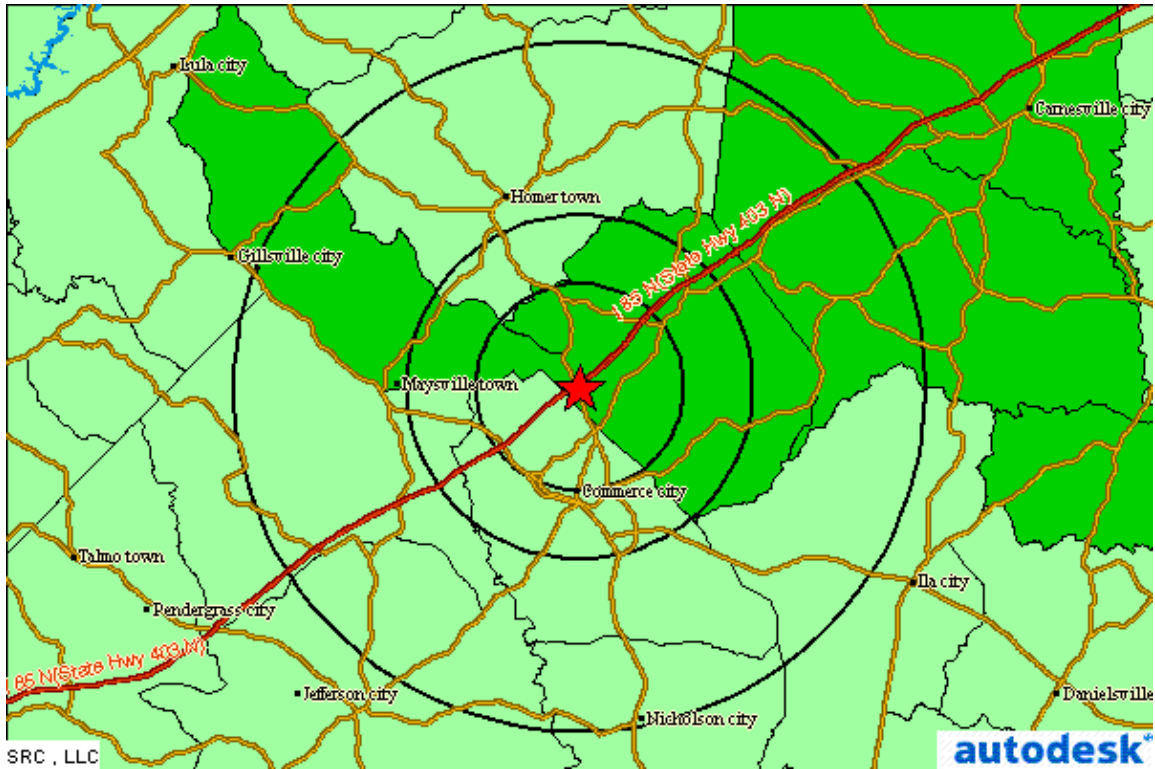 Lula city
Carnesville city
Homer town
I 85 N(State Hwy 403 N)
Gillsville city
Maysville town
Commerce city
Talmo town
Ila city
Pendergrass city
I 85 N(State Hwy 403 N)
Jefferson city
Danielsville
Nicholson city
SRC , LLC
autodesk